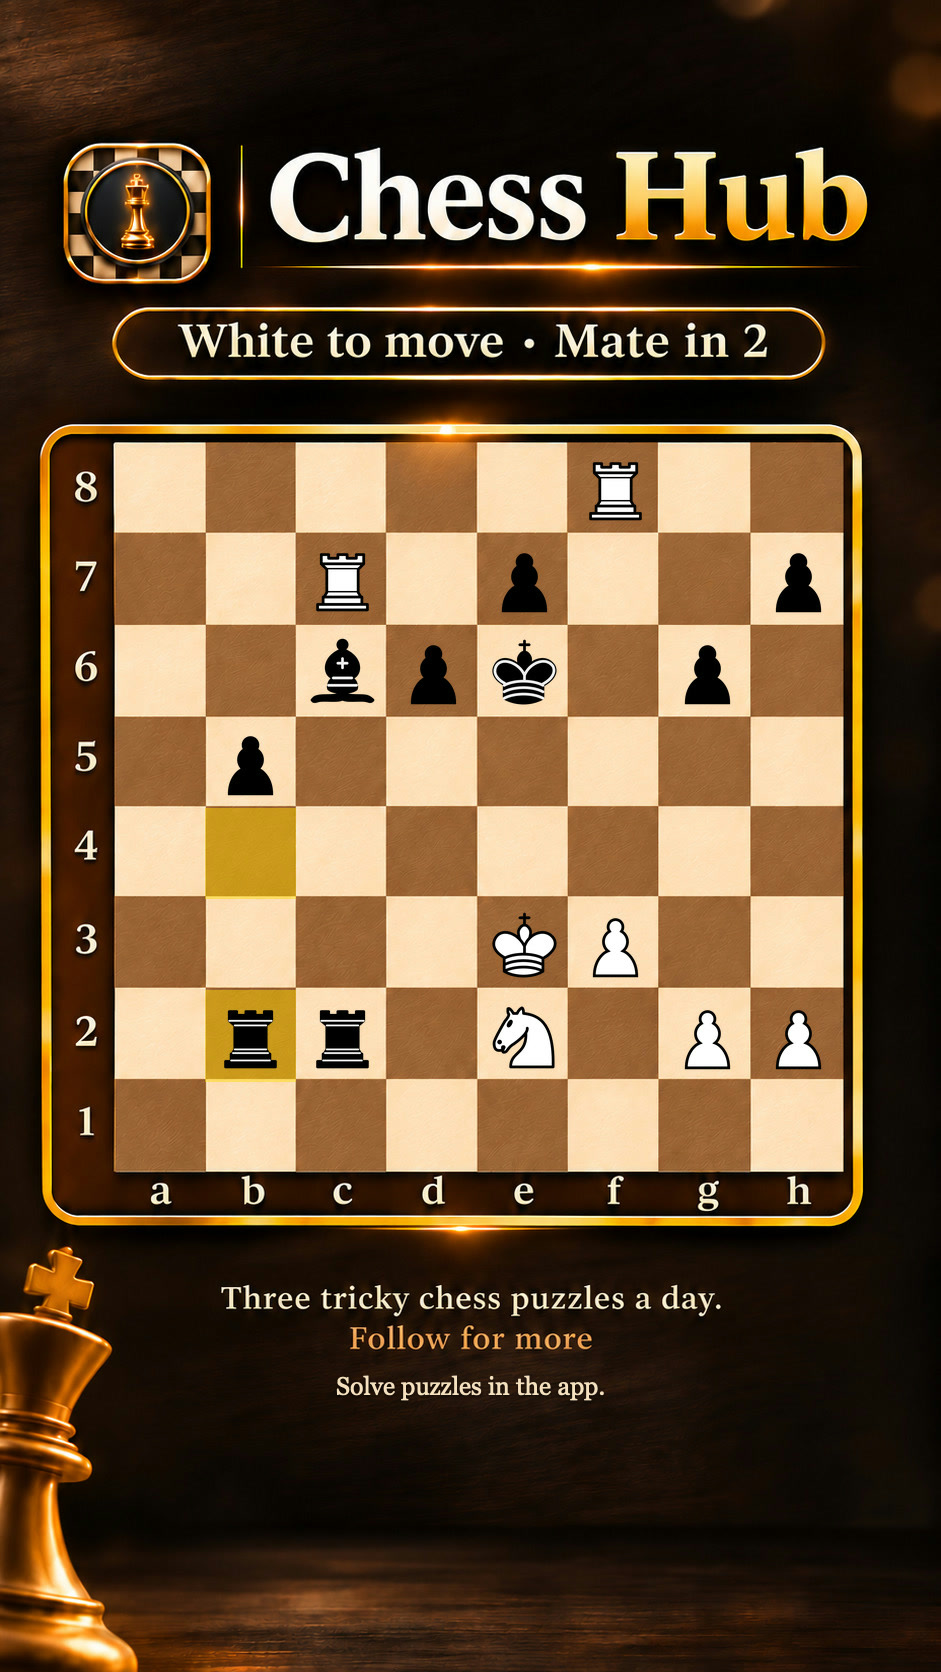 Chess Hub
White to move • Mate in 2
8
7
6
5
4
3
2
1
a b c d e f g h
Three tricky chess puzzles a day.
Follow for more
Solve puzzles in the app.